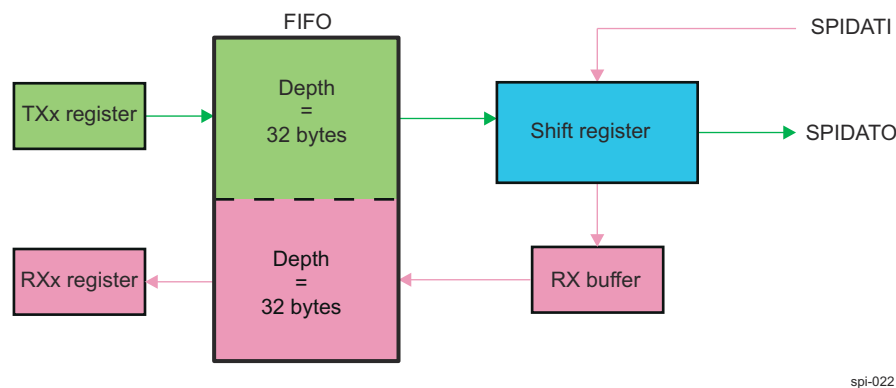 FIFO
SPIDATI
TXx register
Depth
=
32 bytes
Shift register
SPIDATO
RXx register
Depth
=
32 bytes
RX buffer
spi-022